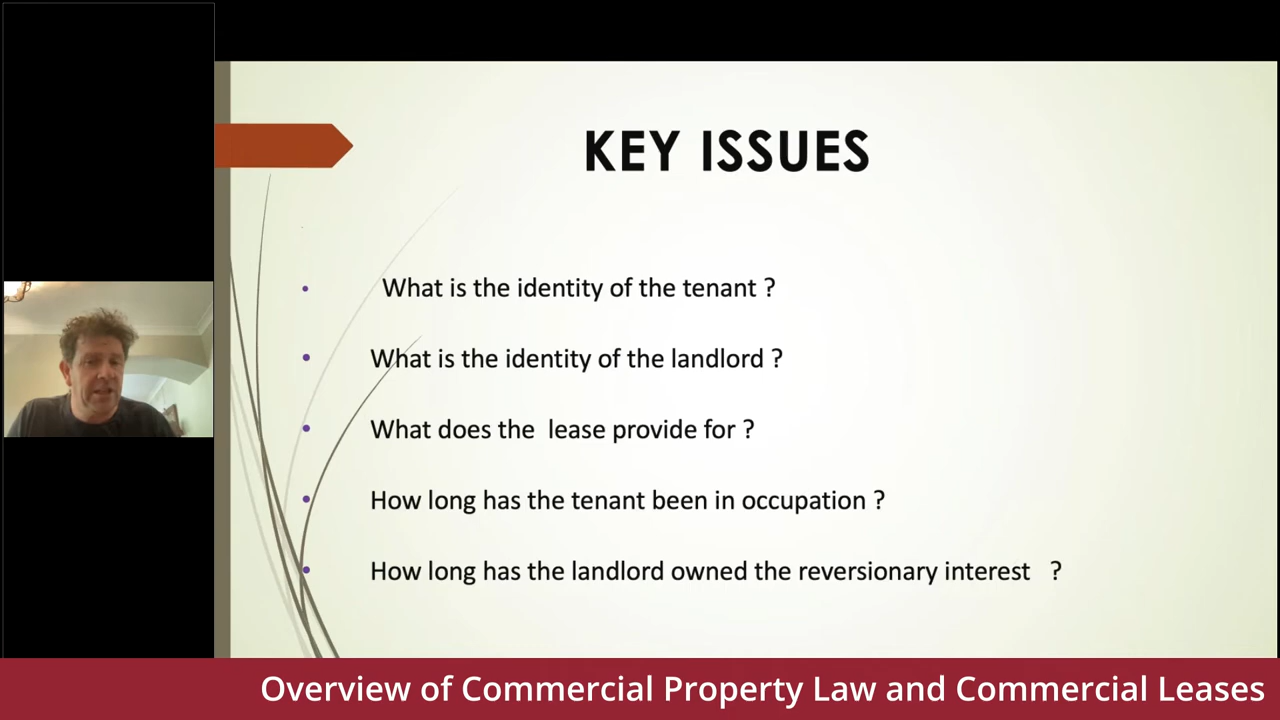 KEY ISSUES
• What is the identity of the tenant ?
• What is the identity of the landlord ?
• What does the lease provide for ?
• How long has the tenant been in occupation ?
• How long has the landlord owned the reversionary interest ?
Overview of Commercial Property Law and Commercial Leases